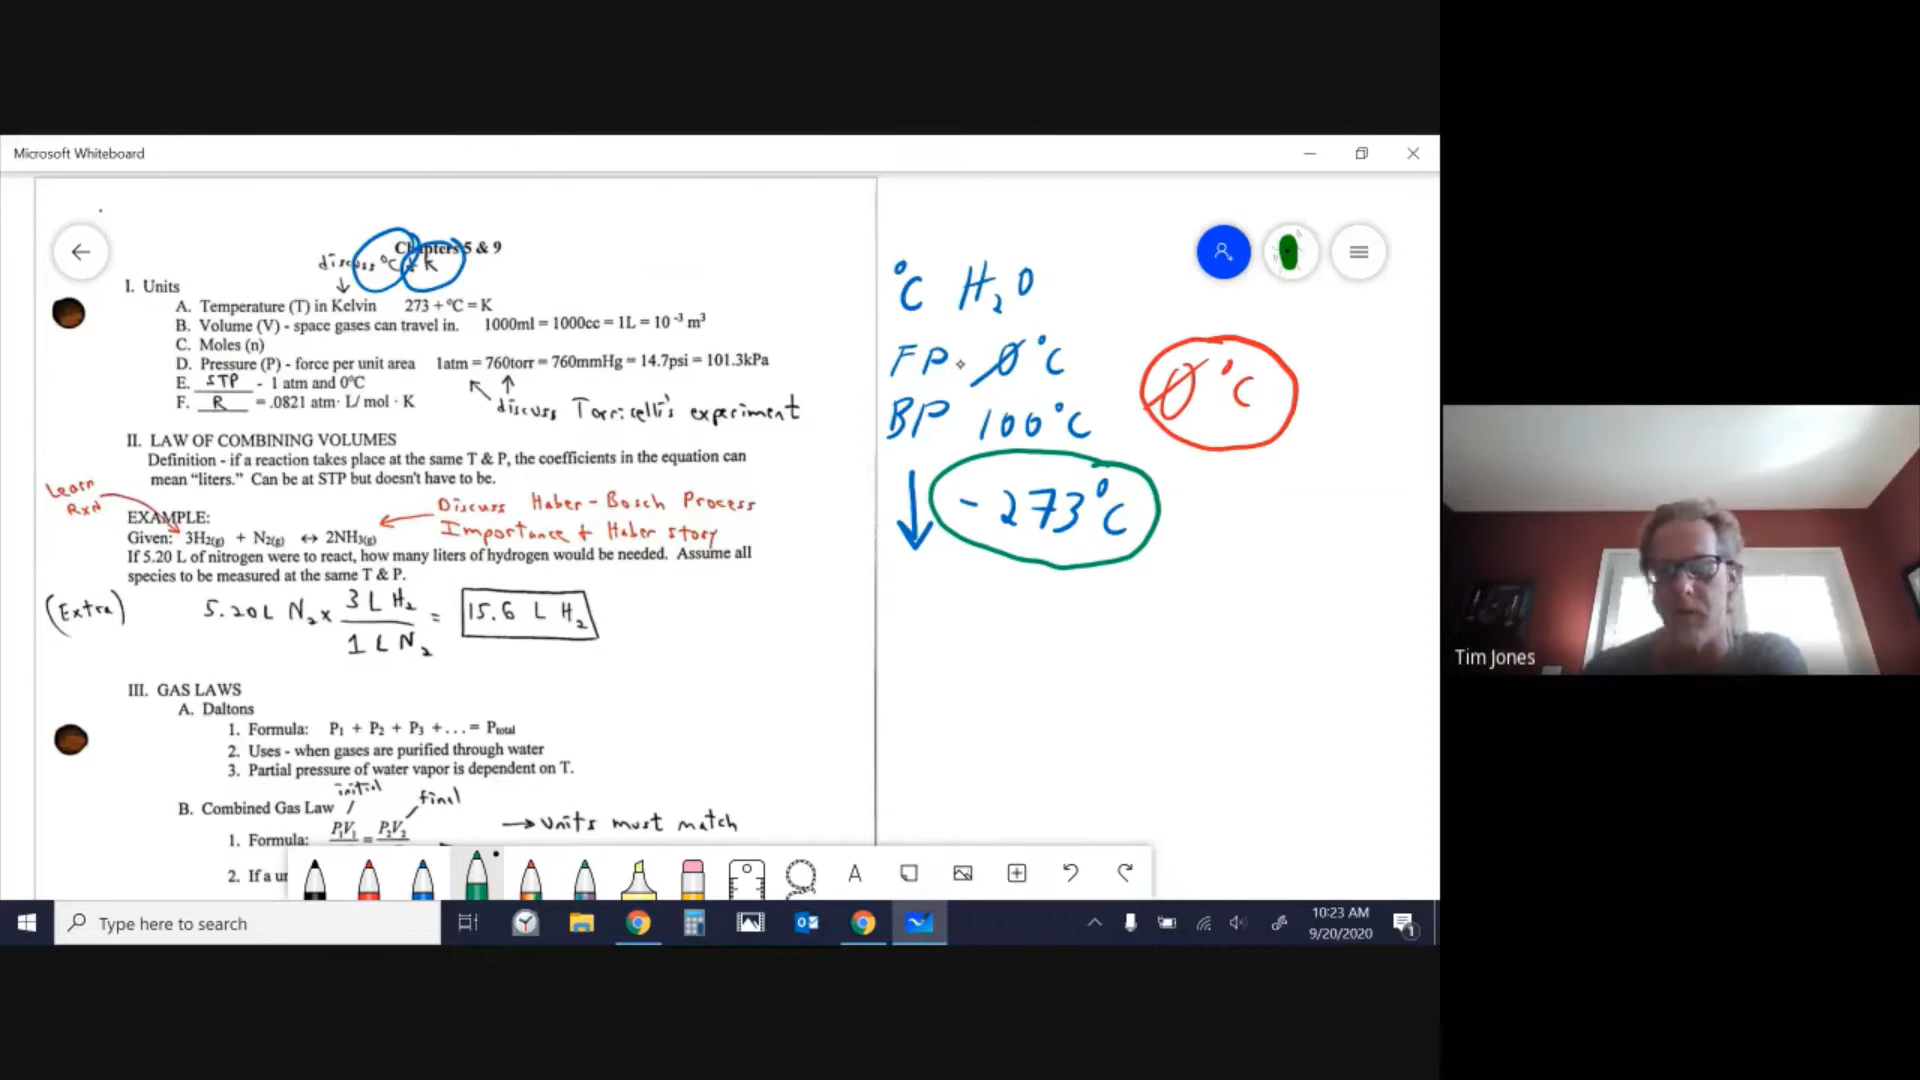 Microsoft Whiteboard
Chapters 5 & 9
discuss °C + K
I. Units
A. Temperature (T) in Kelvin 273 + °C = K
B. Volume (V) - space gases can travel in. 1000ml = 1000cc = 1L = 10⁻³ m³
C. Moles (n)
D. Pressure (P) - force per unit area 1atm = 760torr = 760mmHg = 14.7psi = 101.3kPa
E. STP - 1 atm and 0°C
F. R = .0821 atm· L/ mol · K
discuss Torricelli's experiment
II. LAW OF COMBINING VOLUMES
Definition - if a reaction takes place at the same T & P, the coefficients in the equation can
mean “liters.” Can be at STP but doesn't have to be.
Learn
Rxn
Discuss Haber-Bosch Process
Importance + Haber story
EXAMPLE:
Given: 3H₂(g) + N₂(g) ↔ 2NH₃(g)
If 5.20 L of nitrogen were to react, how many liters of hydrogen would be needed. Assume all
species to be measured at the same T & P.
(Extra)
5.20L N₂ x 3 L H₂ / 1 L N₂ = 15.6 L H₂
III. GAS LAWS
A. Daltons
1. Formula: P₁ + P₂ + P₃ +. . . = Ptotal
2. Uses - when gases are purified through water
3. Partial pressure of water vapor is dependent on T.
initial
final
B. Combined Gas Law
1. Formula: P₁V₁ = P₂V₂
→ units must match
2. If a
°C H₂O
FP 0°C
BP 100°C
-273°C
0°C
Tim Jones
A
Type here to search
10:23 AM
9/20/2020
1